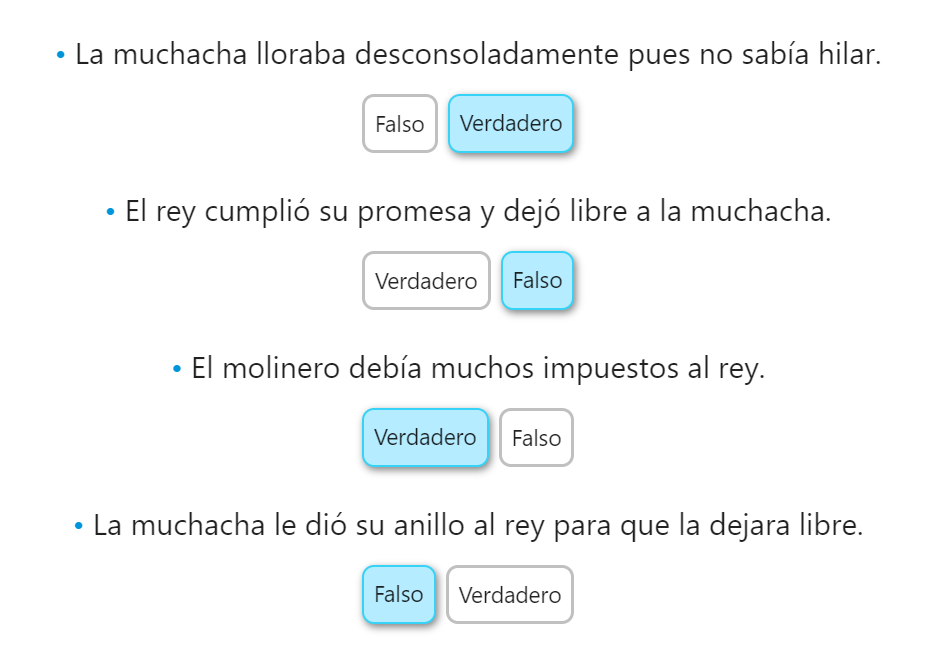 • La muchacha lloraba desconsoladamente pues no sabía hilar.
Falso Verdadero
• El rey cumplió su promesa y dejó libre a la muchacha.
Verdadero Falso
• El molinero debía muchos impuestos al rey.
Verdadero Falso
• La muchacha le dió su anillo al rey para que la dejara libre.
Falso Verdadero